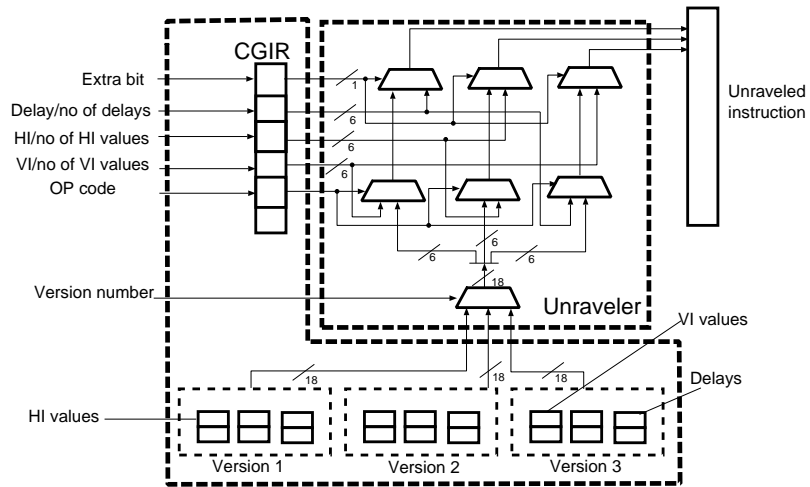 CGIR
Extra bit
Delay/no of delays
HI/no of HI values
VI/no of VI values
OP code
1
6
6
6
Unraveled
instruction
6
6
6
18
Version number
Unraveler
VI values
18
18
18
Delays
HI values
Version 1
Version 2
Version 3